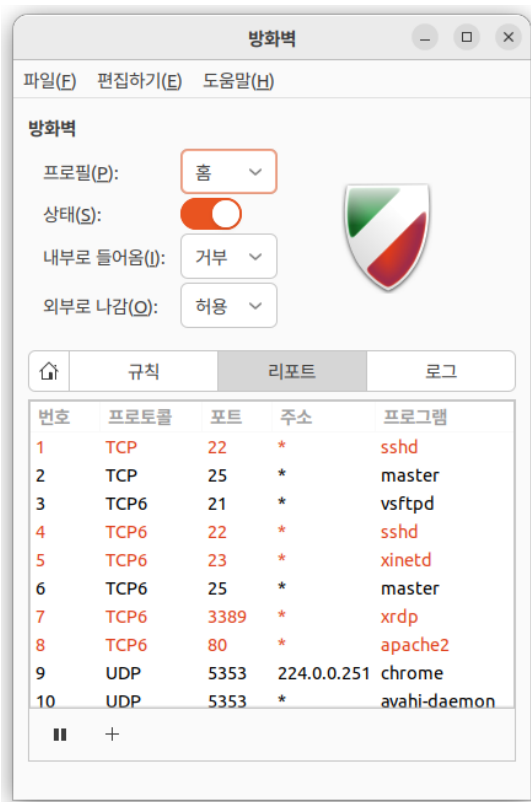 방화벽
파일(F) 편집하기(E) 도움말(H)
방화벽
프로필(P): 홈
상태(S):
내부로 들어옴(I): 거부
외부로 나감(O): 허용
규칙 리포트 로그
번호 프로토콜 포트 주소 프로그램
1 TCP 22 * sshd
2 TCP 25 * master
3 TCP6 21 * vsftpd
4 TCP6 22 * sshd
5 TCP6 23 * xinetd
6 TCP6 25 * master
7 TCP6 3389 * xrdp
8 TCP6 80 * apache2
9 UDP 5353 224.0.0.251 chrome
10 UDP 5353 * avahi-daemon